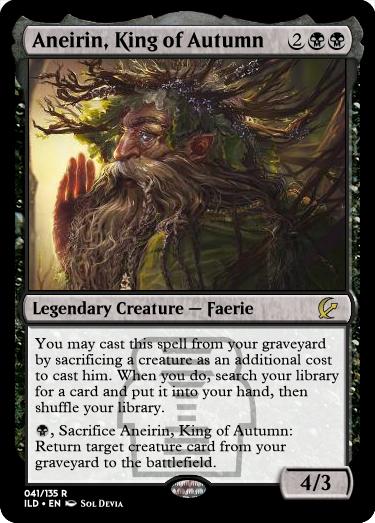 Aneirin, King of Autumn 2
Legendary Creature — Faerie
You may cast this spell from your graveyard
by sacrificing a creature as an additional cost
to cast him. When you do, search your library
for a card and put it into your hand, then
shuffle your library.
, Sacrifice Aneirin, King of Autumn:
Return target creature card from your
graveyard to the battlefield.
4/3
041/135 R
ILD • EN Sol Devia